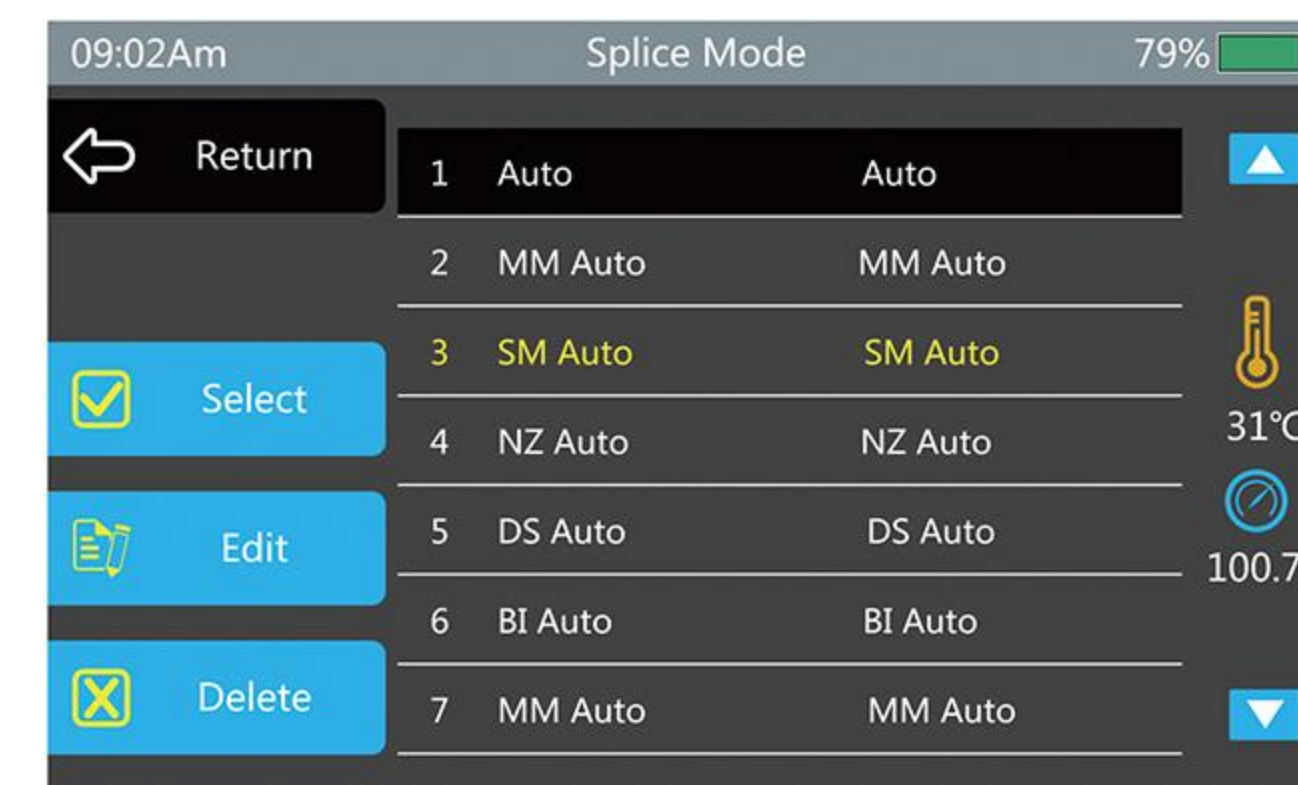 09:02Am Splice Mode 79%
Return
1 Auto Auto
2 MM Auto MM Auto
3 SM Auto SM Auto
Select
4 NZ Auto NZ Auto
31°C
5 DS Auto DS Auto
Edit
100.7
6 BI Auto BI Auto
Delete
7 MM Auto MM Auto